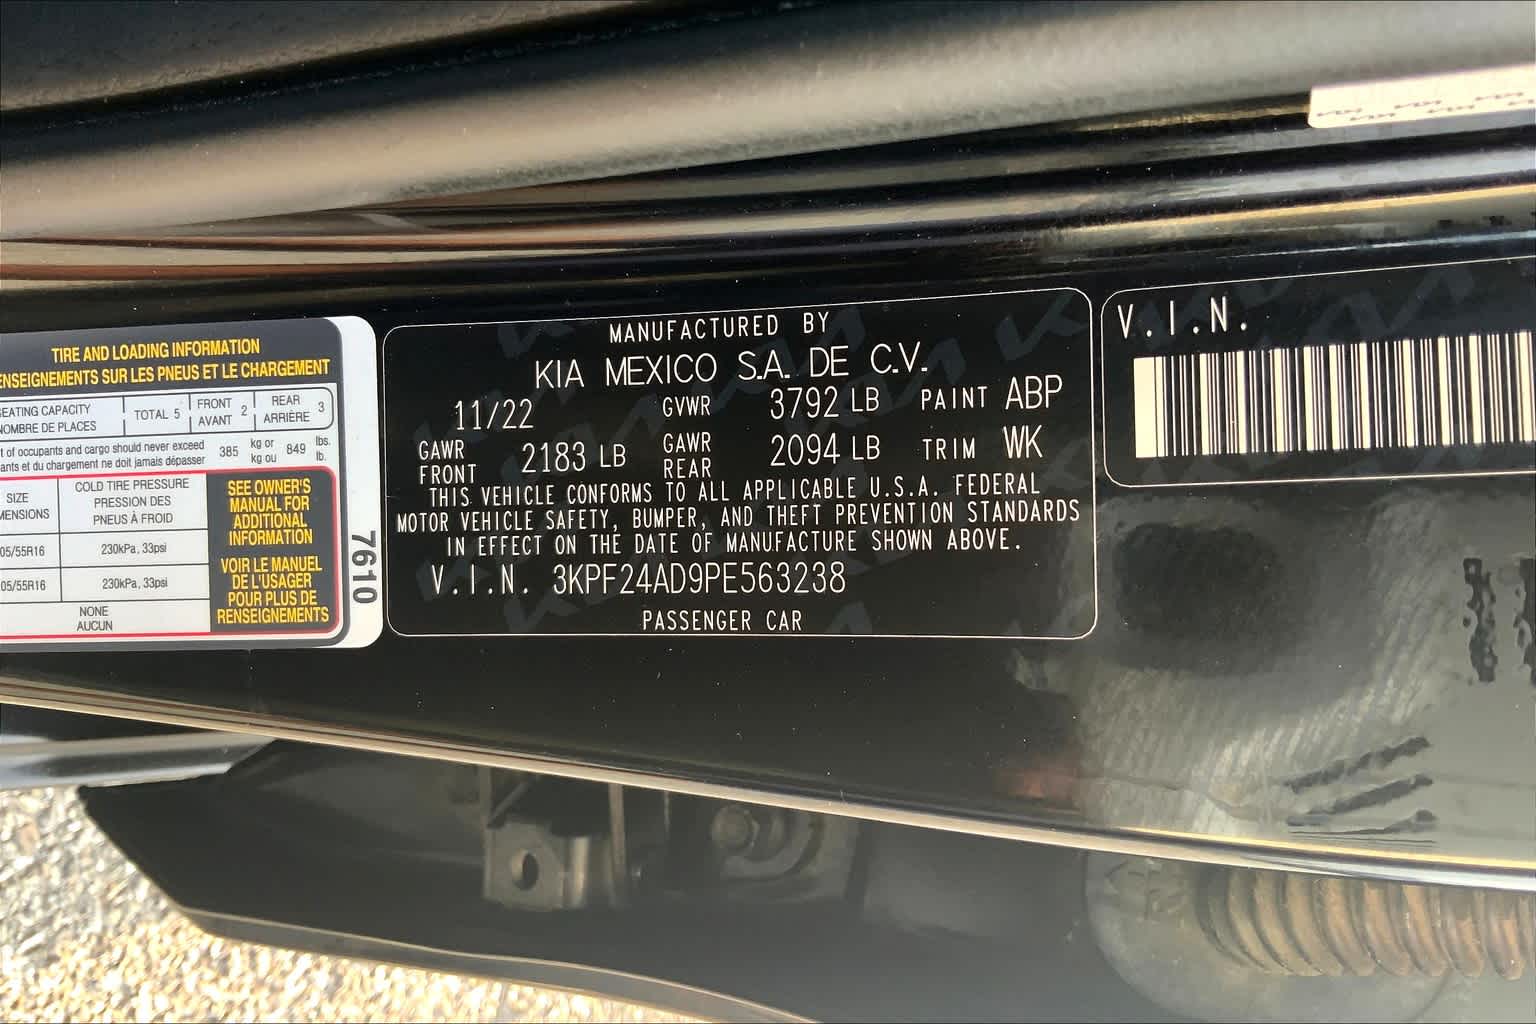 TIRE AND LOADING INFORMATION
RENSEIGNEMENTS SUR LES PNEUS ET LE CHARGEMENT
SEATING CAPACITY
NOMBRE DE PLACES
TOTAL 5
FRONT
AVANT
2
REAR
ARRIÈRE
3
of occupants and cargo should never exceed
et du chargement ne doit jamais dépasser
385
kg or
kg ou
849
lbs.
lb.
SIZE
DIMENSIONS
COLD TIRE PRESSURE
PRESSION DES
PNEUS À FROID
05/55R16
230kPa, 33psi
05/55R16
230kPa, 33psi
NONE
AUCUN
SEE OWNER'S
MANUAL FOR
ADDITIONAL
INFORMATION
VOIR LE MANUEL
DE L'USAGER
POUR PLUS DE
RENSEIGNEMENTS
7610
MANUFACTURED BY
KIA MEXICO S.A. DE C.V.
11/22 GVWR 3792 LB PAINT ABP
GAWR FRONT 2183 LB GAWR REAR 2094 LB TRIM WK
THIS VEHICLE CONFORMS TO ALL APPLICABLE U.S.A. FEDERAL
MOTOR VEHICLE SAFETY, BUMPER, AND THEFT PREVENTION STANDARDS
IN EFFECT ON THE DATE OF MANUFACTURE SHOWN ABOVE.
V.I.N. 3KPF24AD9PE563238
PASSENGER CAR
V.I.N.